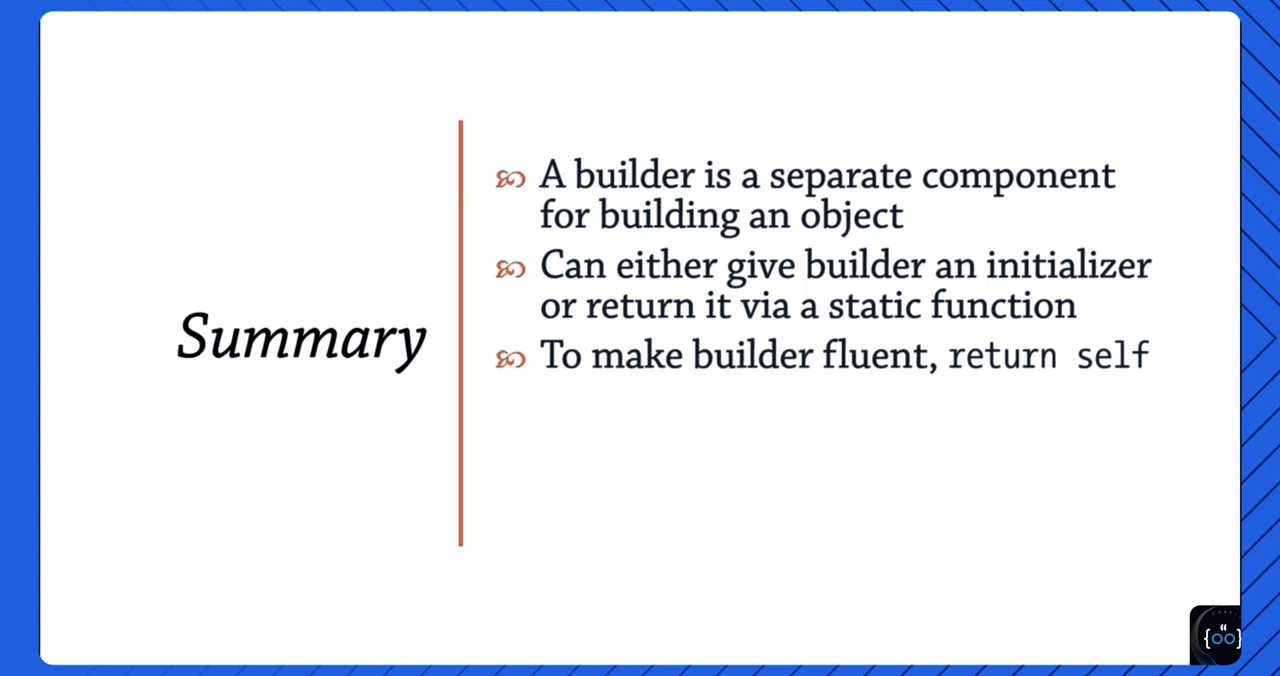 Summary
A builder is a separate component
for building an object
Can either give builder an initializer
or return it via a static function
To make builder fluent, return self
{oo}